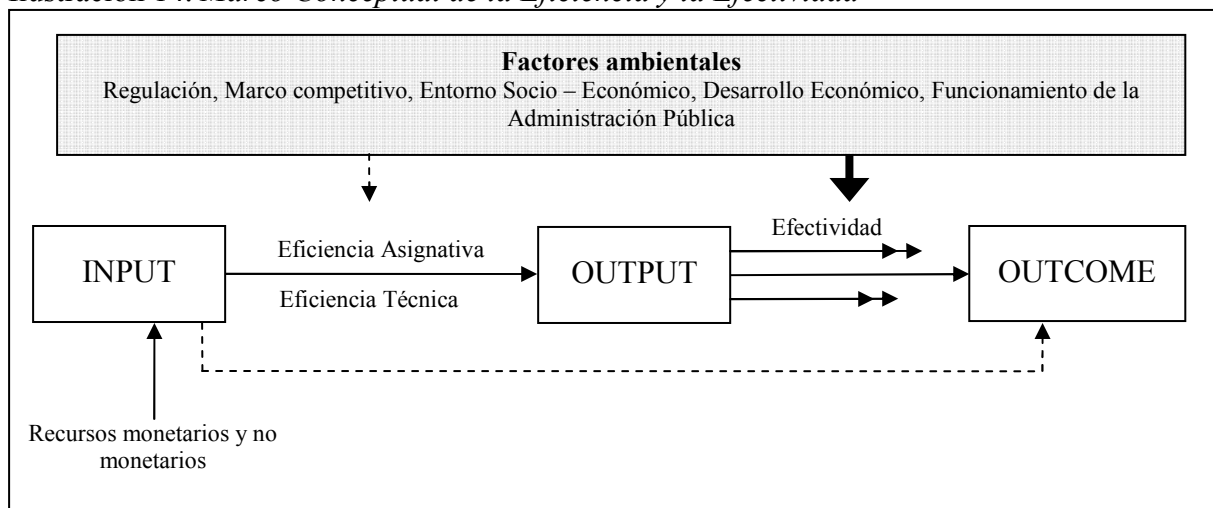 Ilustración 14. Marco Conceptual de la Eficiencia y la Efectividad
Factores ambientales
Regulación, Marco competitivo, Entorno Socio – Económico, Desarrollo Económico, Funcionamiento de la
Administración Pública
Efectividad
Eficiencia Asignativa
INPUT
OUTPUT
OUTCOME
Eficiencia Técnica
Recursos monetarios y no
monetarios